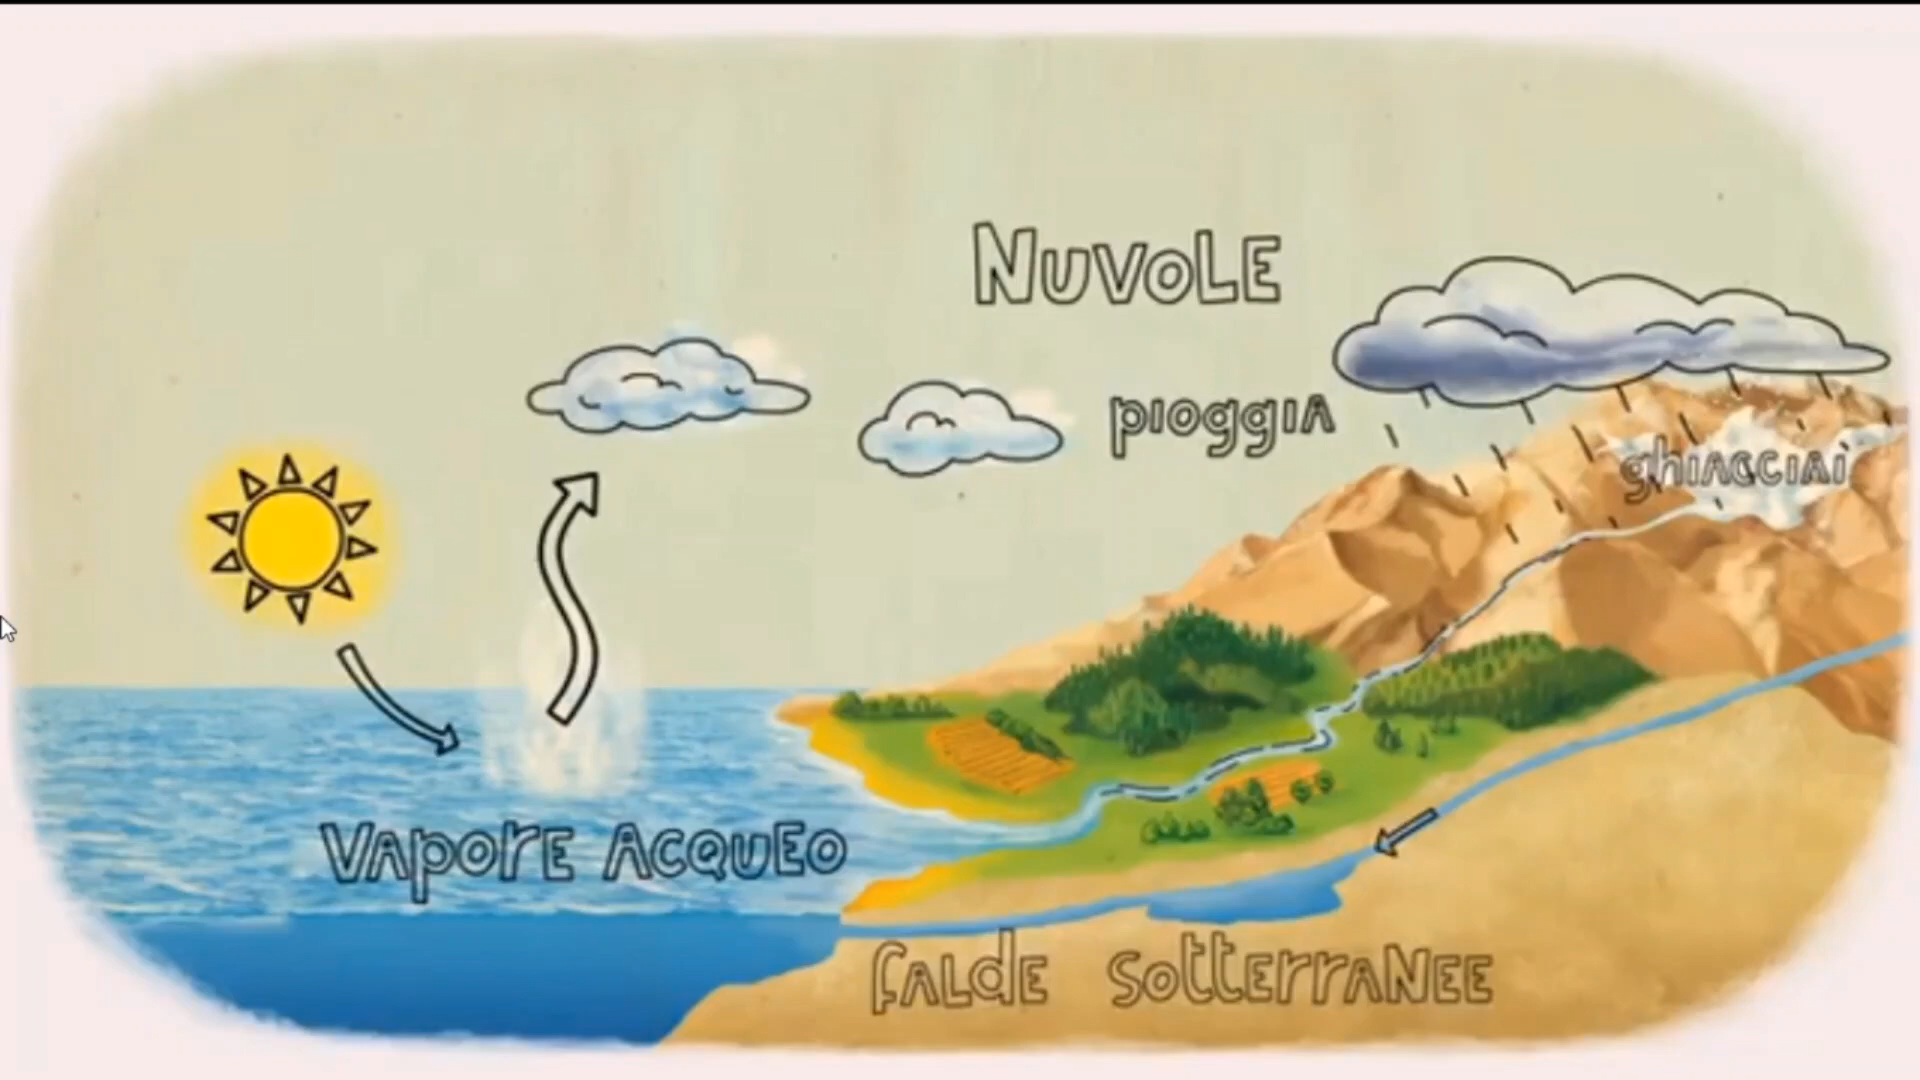 NUVOLE
pioggia
ghiacciai
VAPORE ACQUEO
FALDE SOTTERRANEE